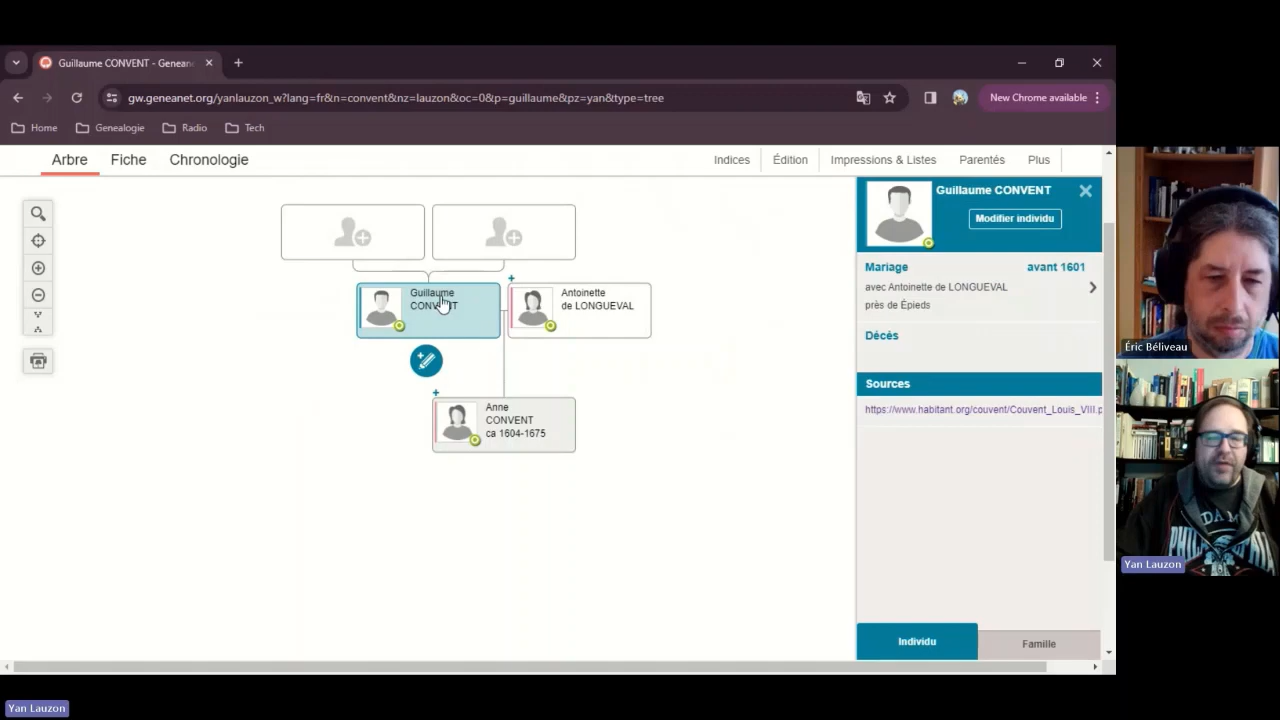 Guillaume CONVENT - Genean
gw.geneanet.org/yanlauzon_w?lang=fr&n=convent&nz=lauzon&oc=0&p=guillaume&pz=yan&type=tree
New Chrome available
Home Genealogie Radio Tech
Arbre Fiche Chronologie
Indices Édition Impressions & Listes Parentés Plus
Guillaume
CONVENT
Antoinette
de LONGUEVAL
Anne
CONVENT
ca 1604-1675
Guillaume CONVENT
Modifier individu
Mariage avant 1601
avec Antoinette de LONGUEVAL
près de Épieds
Décès
Sources
https://www.habitant.org/couvent/Couvent_Louis_VIII.p
Individu Famille
Éric Béliveau
Yan Lauzon
Yan Lauzon